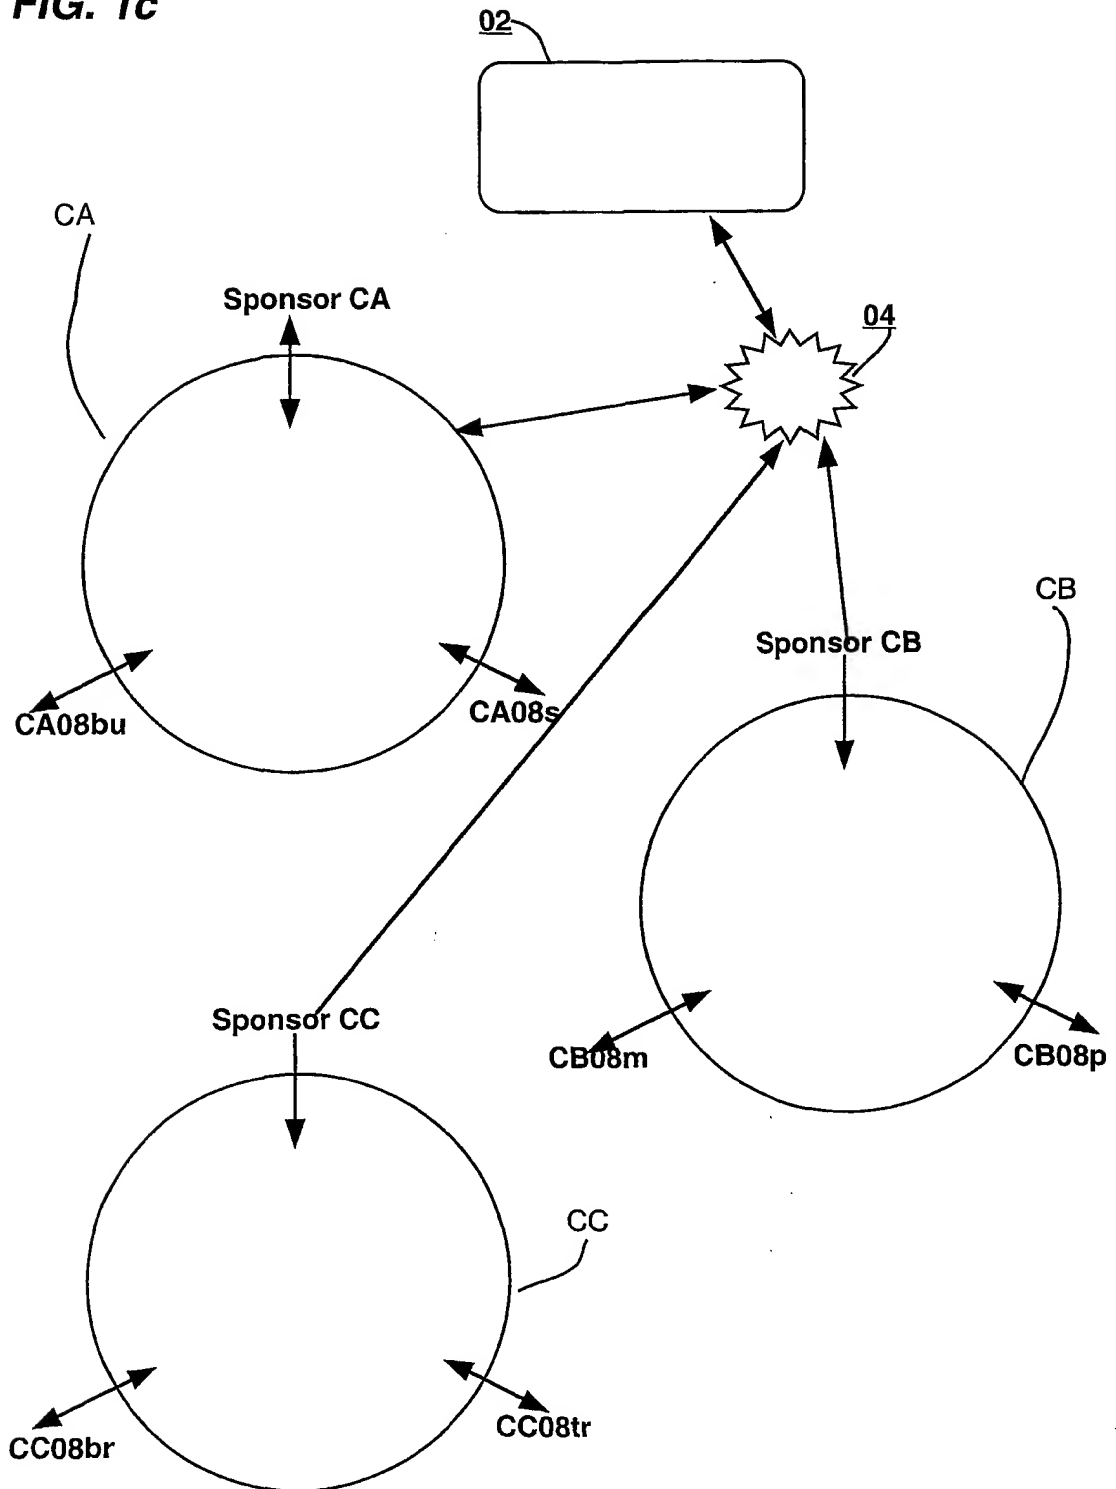 FIG. 1c
02
CA
Sponsor CA
04
CB
Sponsor CB
CA08bu
CA08s
Sponsor CC
CB08m
CB08p
CC
CC08br
CC08tr